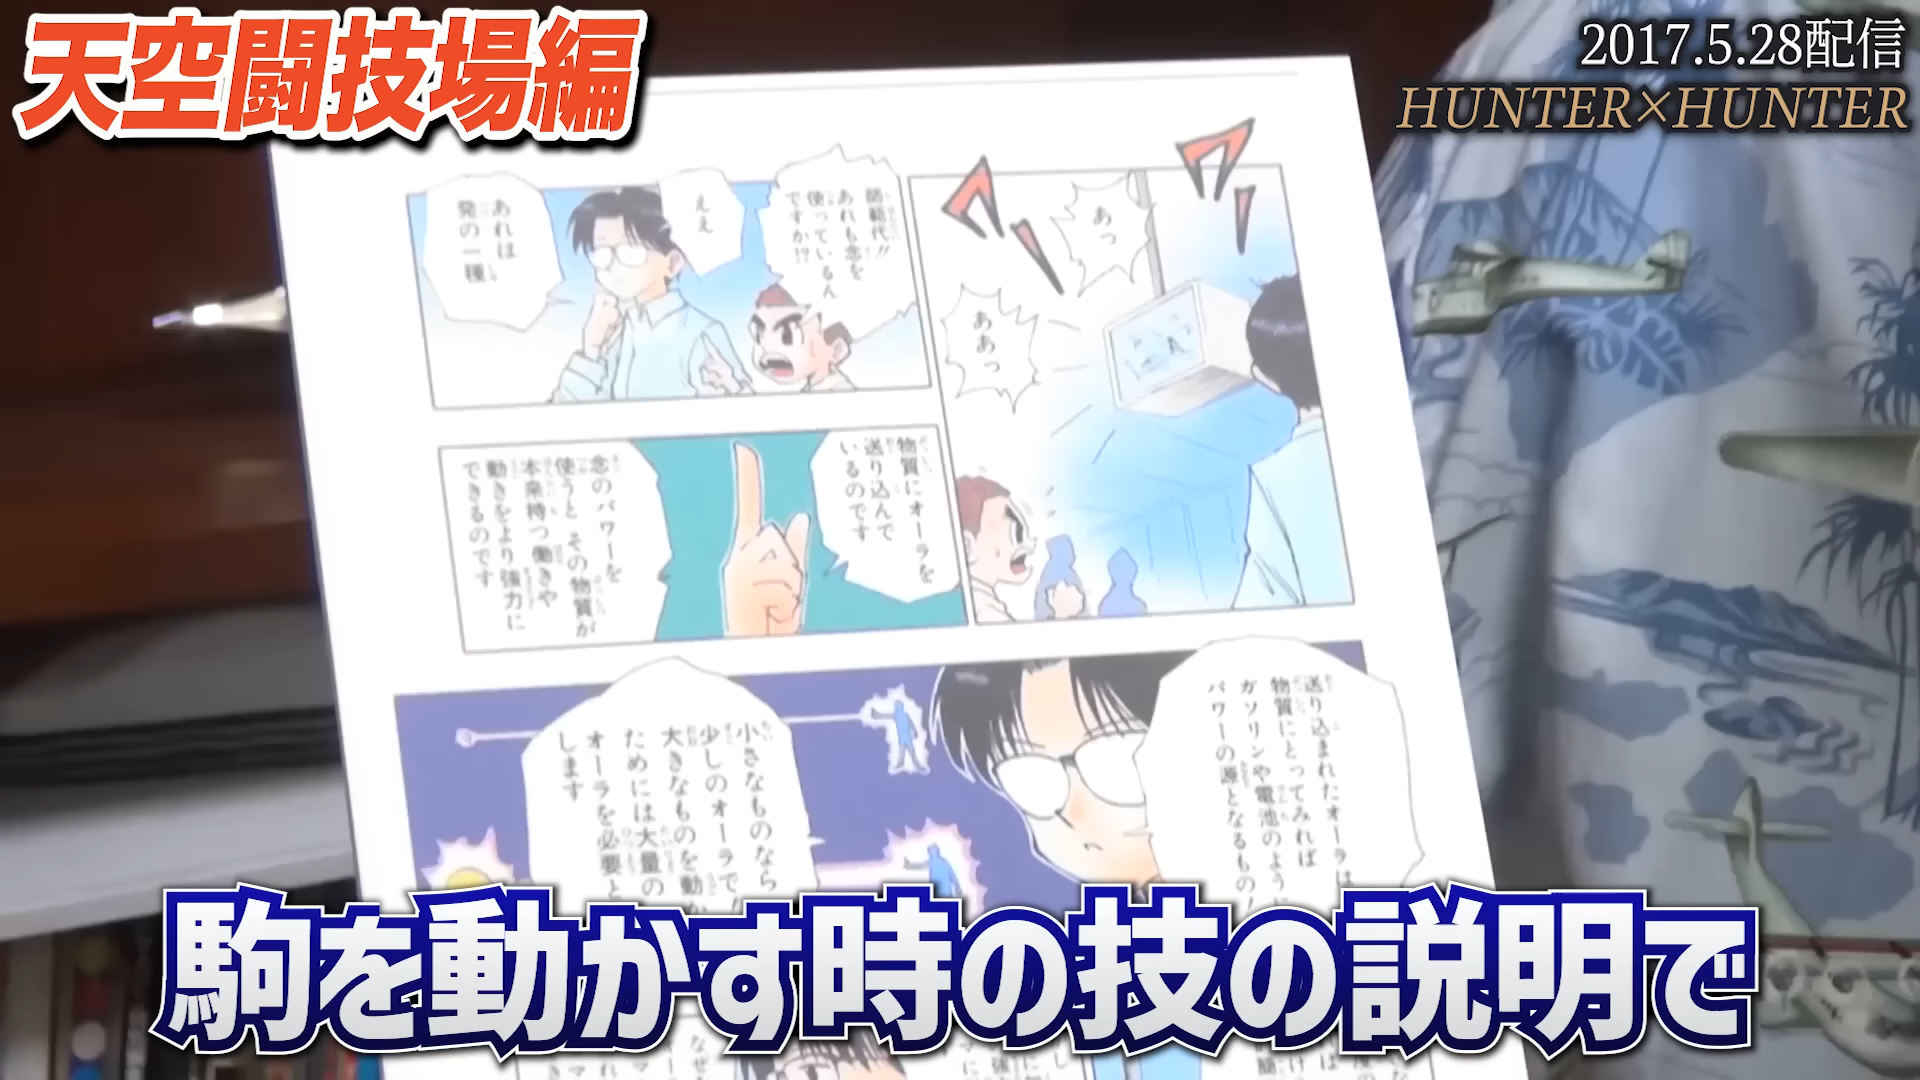 天空闘技場編
2017.5.28配信
HUNTER×HUNTER
あっ
ああっ
師範代!!
あれも念を
使っているん
ですか!?
ええ
あれは
発の一種
物質にオーラを
送り込んで
いるのです
念のパワーを
使うと その物質が
本来持つ働きや
動きをより強力に
できるのです
送り込まれたオーラは
物質にとってみれば
ガソリンや電池のように
パワーの源となるもの!
小さなものなら
少しのオーラで!!
大きなものを動か
ためには大量の
オーラを必要と
します
駒を動かす時の技の説明で